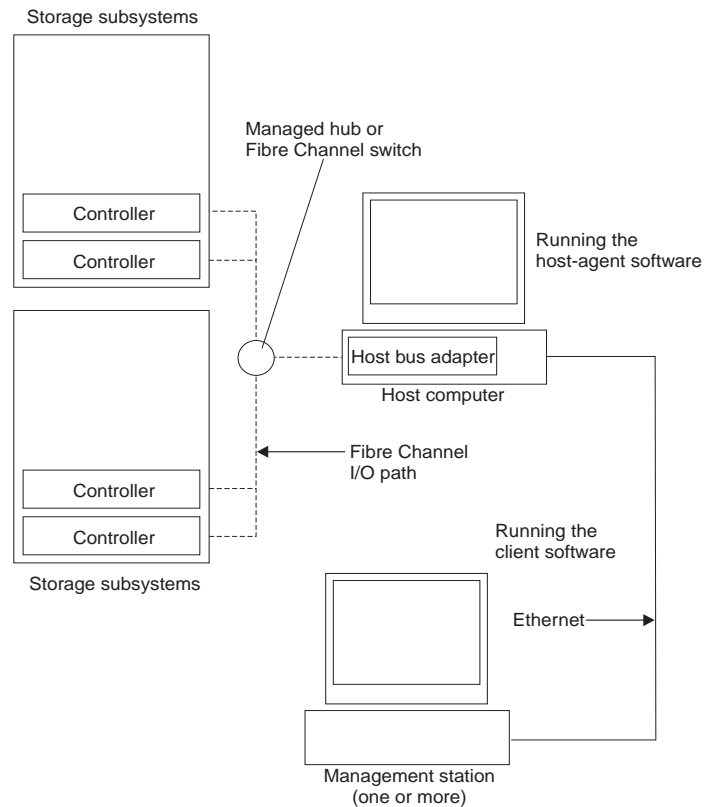 Storage subsystems
Managed hub or
Fibre Channel switch
Controller
Controller
Running the
host-agent software
Host bus adapter
Host computer
Fibre Channel
I/O path
Controller
Controller
Storage subsystems
Running the
client software
Ethernet
Management station
(one or more)